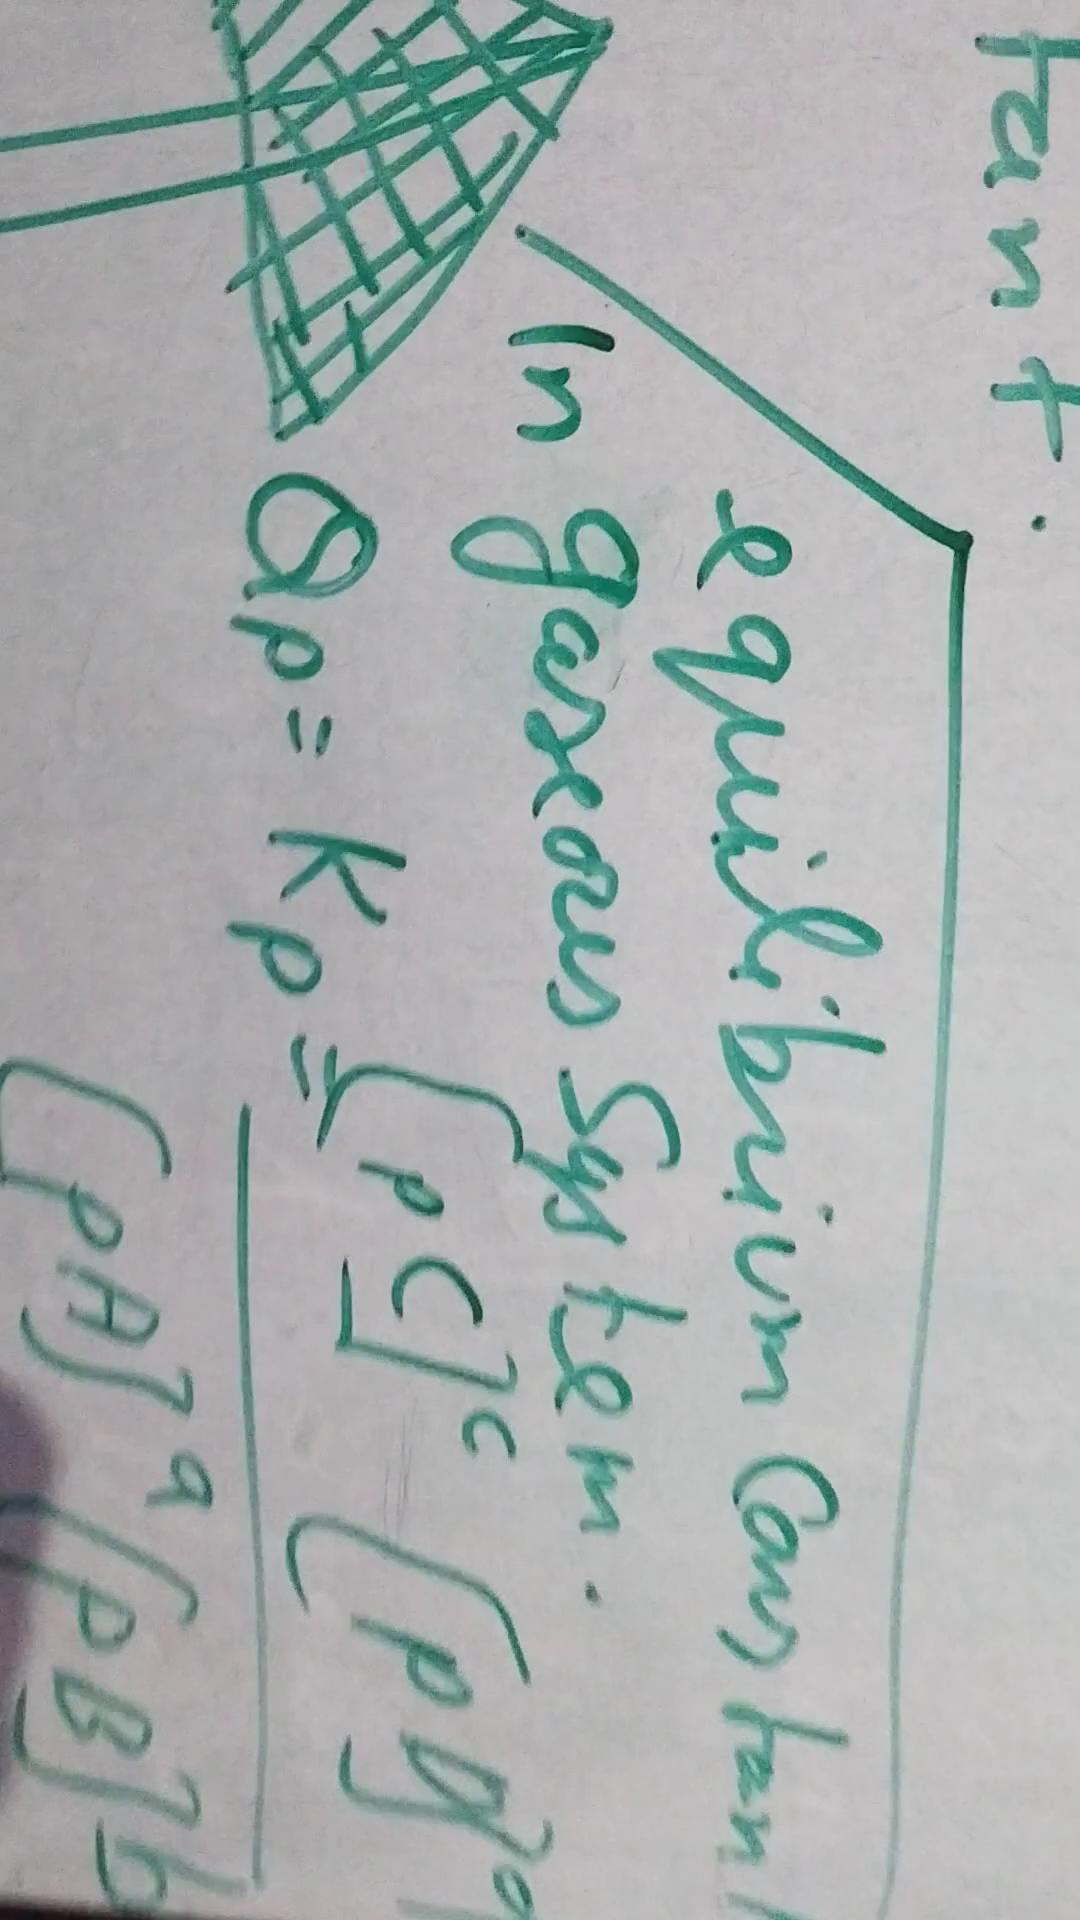 tant.
equilibrium Constant
In gaseous System.
Qp = Kp = [pC]^c [pD]^d
[pA]^a [pB]^b